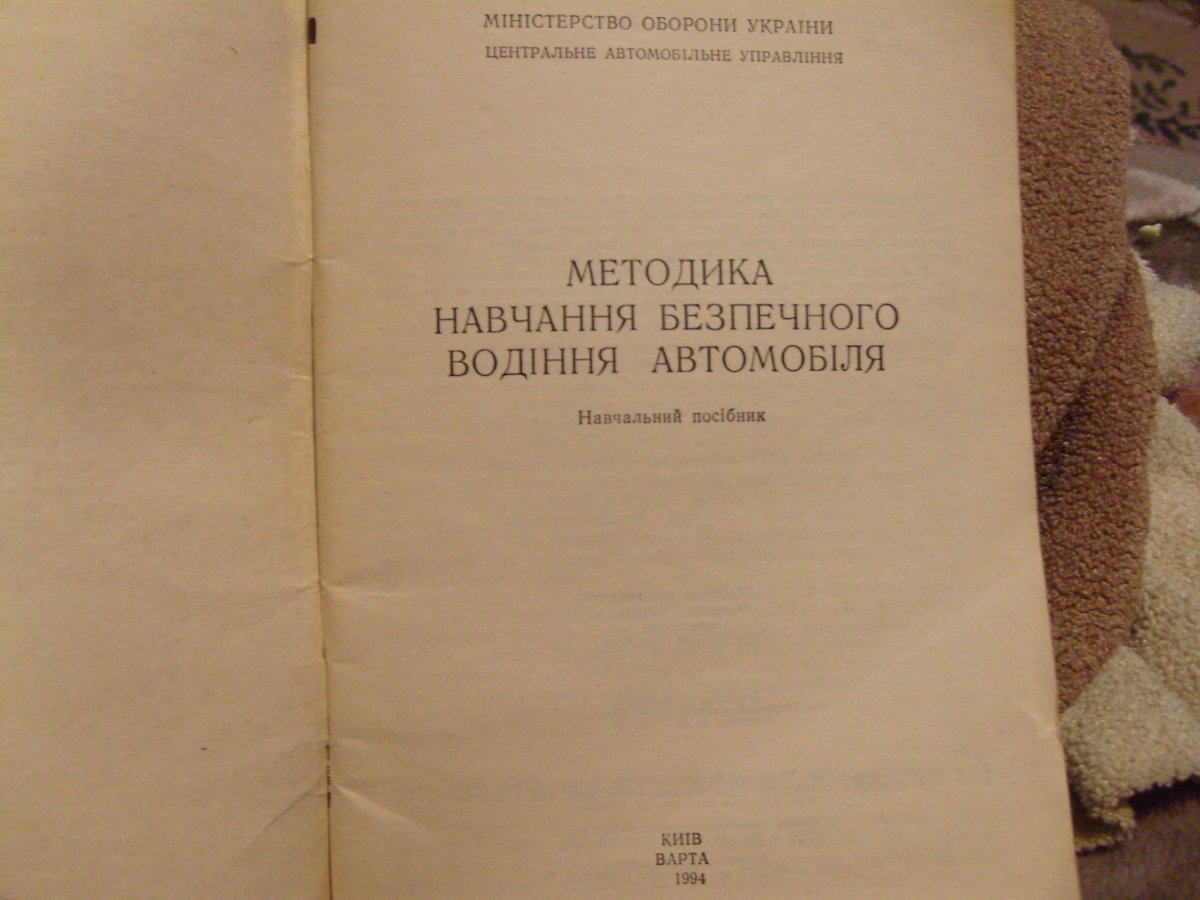 МІНІСТЕРСТВО ОБОРОНИ УКРАЇНИ
ЦЕНТРАЛЬНЕ АВТОМОБІЛЬНЕ УПРАВЛІННЯ
МЕТОДИКА
НАВЧАННЯ БЕЗПЕЧНОГО
ВОДІННЯ АВТОМОБІЛЯ
Навчальний посібник
КИЇВ
ВАРТА
1994